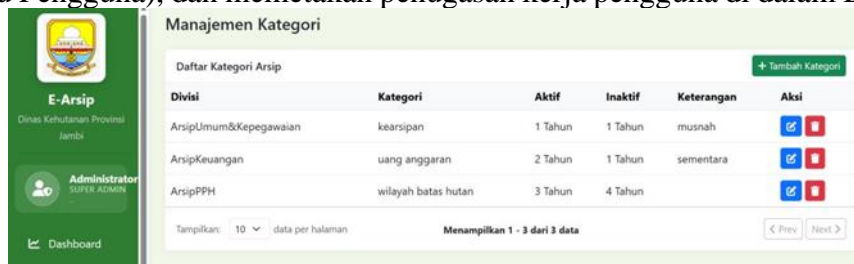 Pengguna), dan memetakan penugasan kerja pengguna di dalam
E-Arsip
Dinas Kehutanan Provinsi
Jambi
Administrator
SUPER ADMIN
-
Dashboard
Manajemen Kategori
Daftar Kategori Arsip + Tambah Kategori
Divisi Kategori Aktif Inaktif Keterangan Aksi
ArsipUmum&Kepegawaian kearsipan 1 Tahun 1 Tahun musnah
ArsipKeuangan uang anggaran 2 Tahun 1 Tahun sementara
ArsipPPH wilayah batas hutan 3 Tahun 4 Tahun
Tampilkan: 10 data per halaman Menampilkan 1 - 3 dari 3 data < Prev Next >